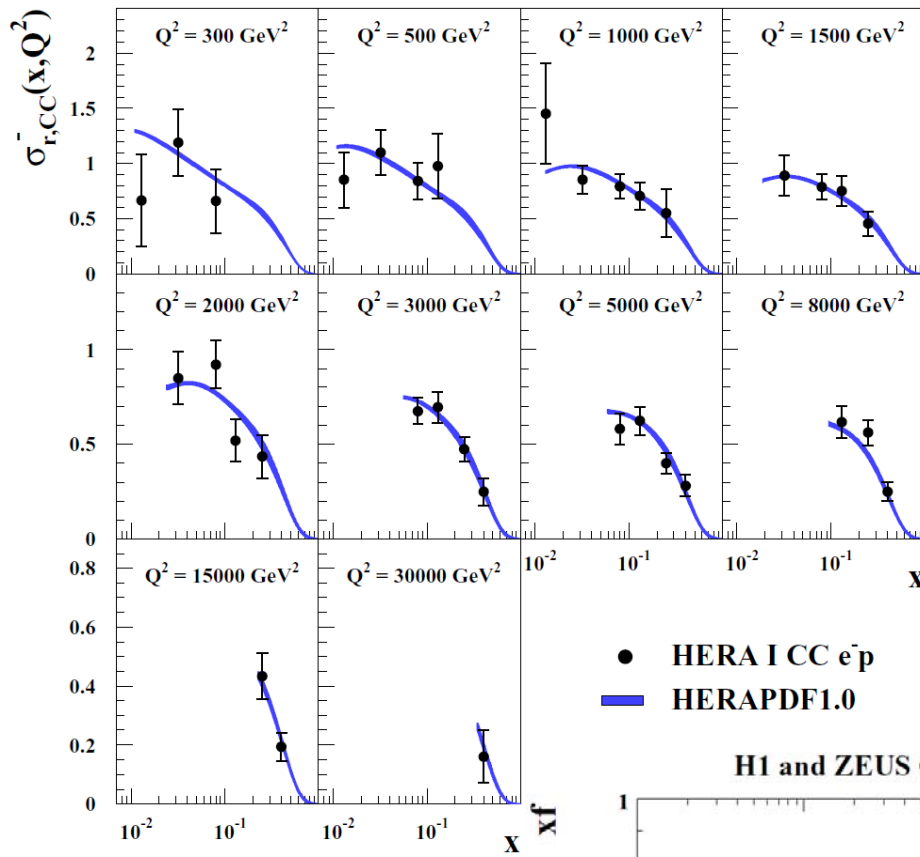 σ⁻r,CC(x,Q²)
Q² = 300 GeV² Q² = 500 GeV² Q² = 1000 GeV² Q² = 1500 GeV²
2
1.5
1
0.5
0
Q² = 2000 GeV² Q² = 3000 GeV² Q² = 5000 GeV² Q² = 8000 GeV²
1
0.5
0
10⁻² 10⁻¹ 10⁻² 10⁻¹ x
Q² = 15000 GeV² Q² = 30000 GeV²
0.8
0.6
0.4
0.2
0
10⁻² 10⁻¹ 10⁻² 10⁻¹ x
HERA I CC e⁻p
HERAPDF1.0
H1 and ZEUS
xf
1